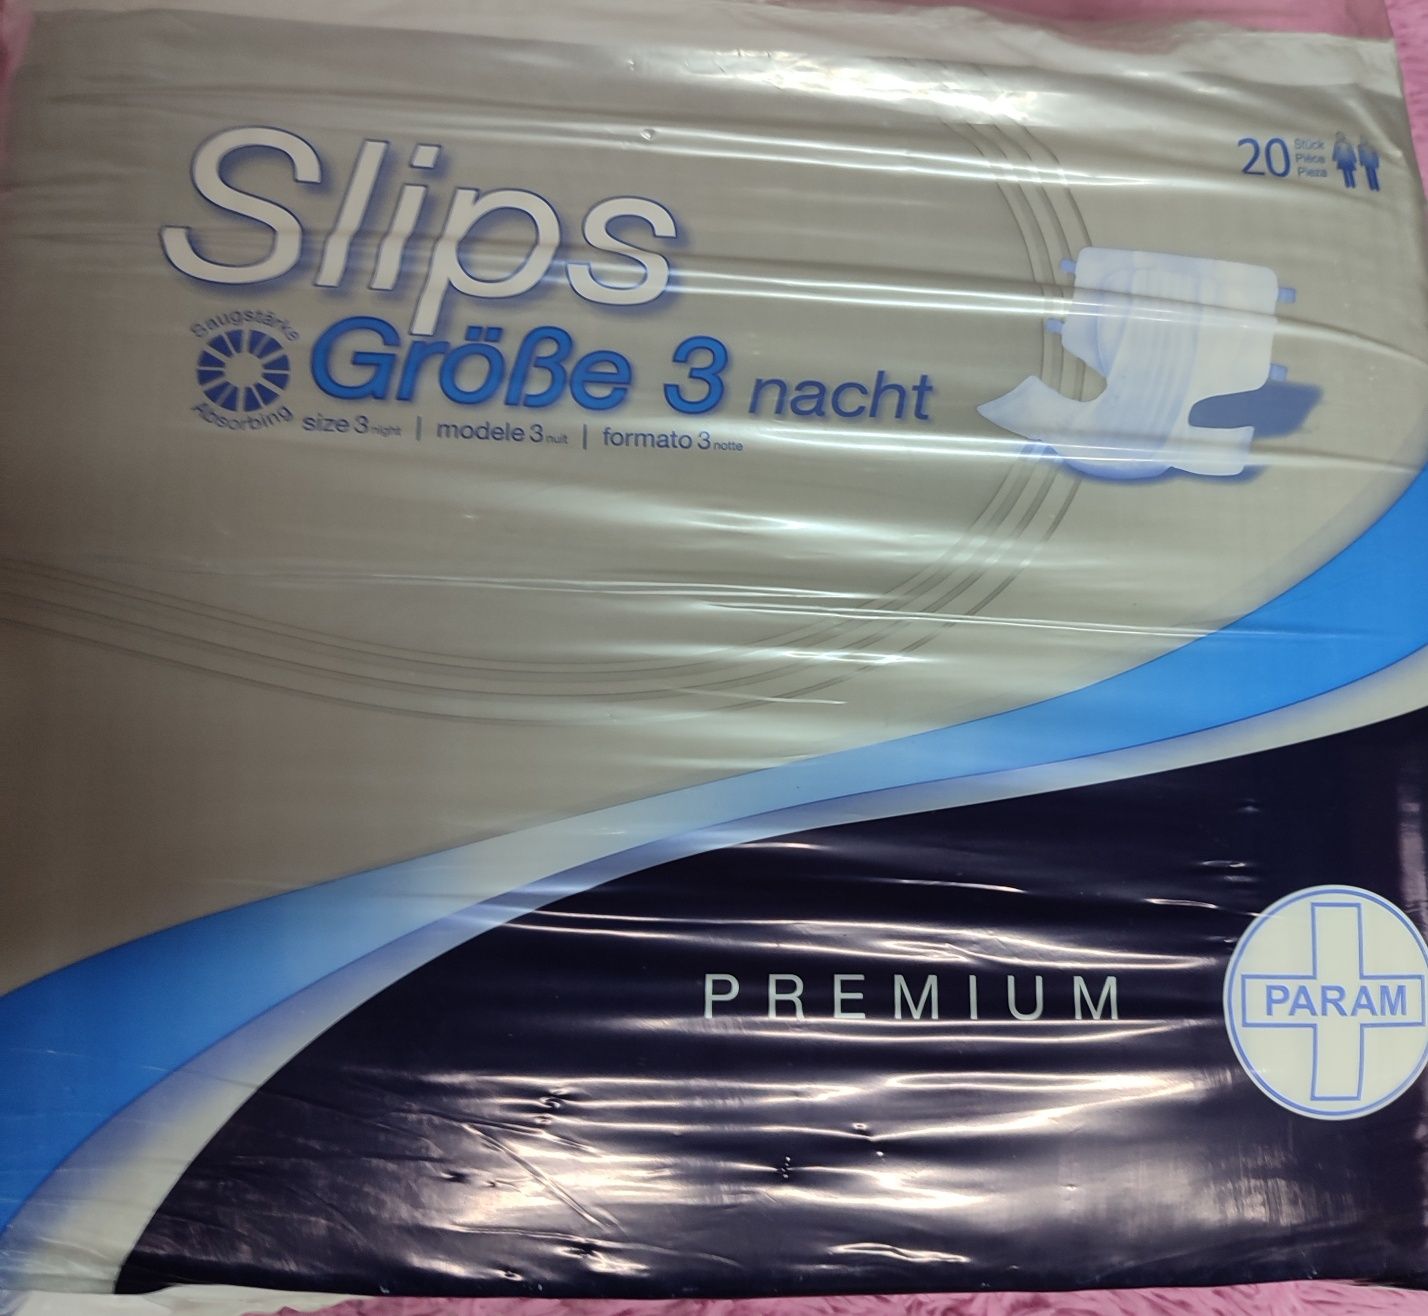 20 Stück
Pièce
Pieza
Slips
Saugstärke
Absorbing
Größe 3 nacht
size 3 night | modele 3 nuit | formato 3 notte
PREMIUM
PARAM